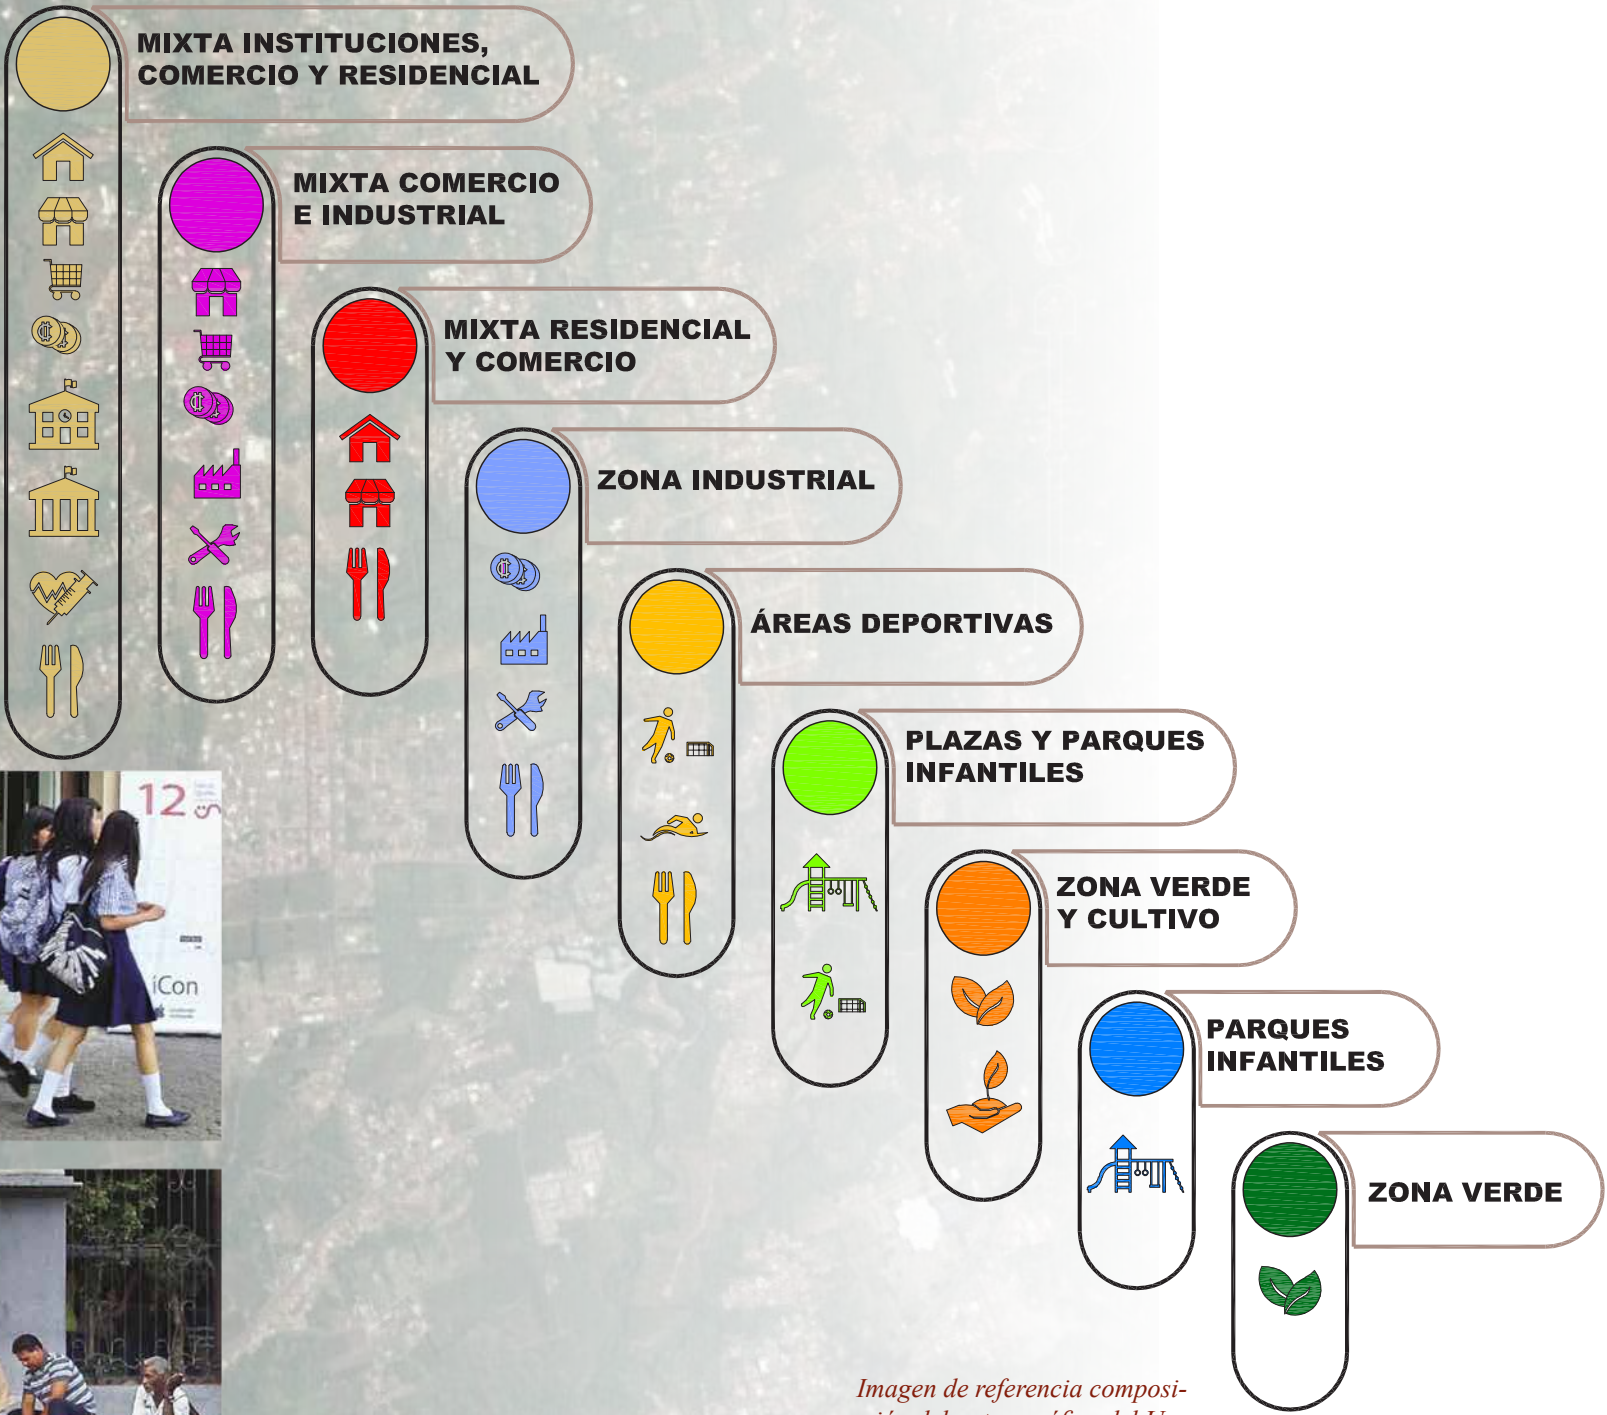 MIXTA INSTITUCIONES,
COMERCIO Y RESIDENCIAL
MIXTA COMERCIO
E INDUSTRIAL
MIXTA RESIDENCIAL
Y COMERCIO
ZONA INDUSTRIAL
ÁREAS DEPORTIVAS
PLAZAS Y PARQUES
INFANTILES
12
iCon
ZONA VERDE
Y CULTIVO
PARQUES
INFANTILES
ZONA VERDE
Imagen de referencia composi-